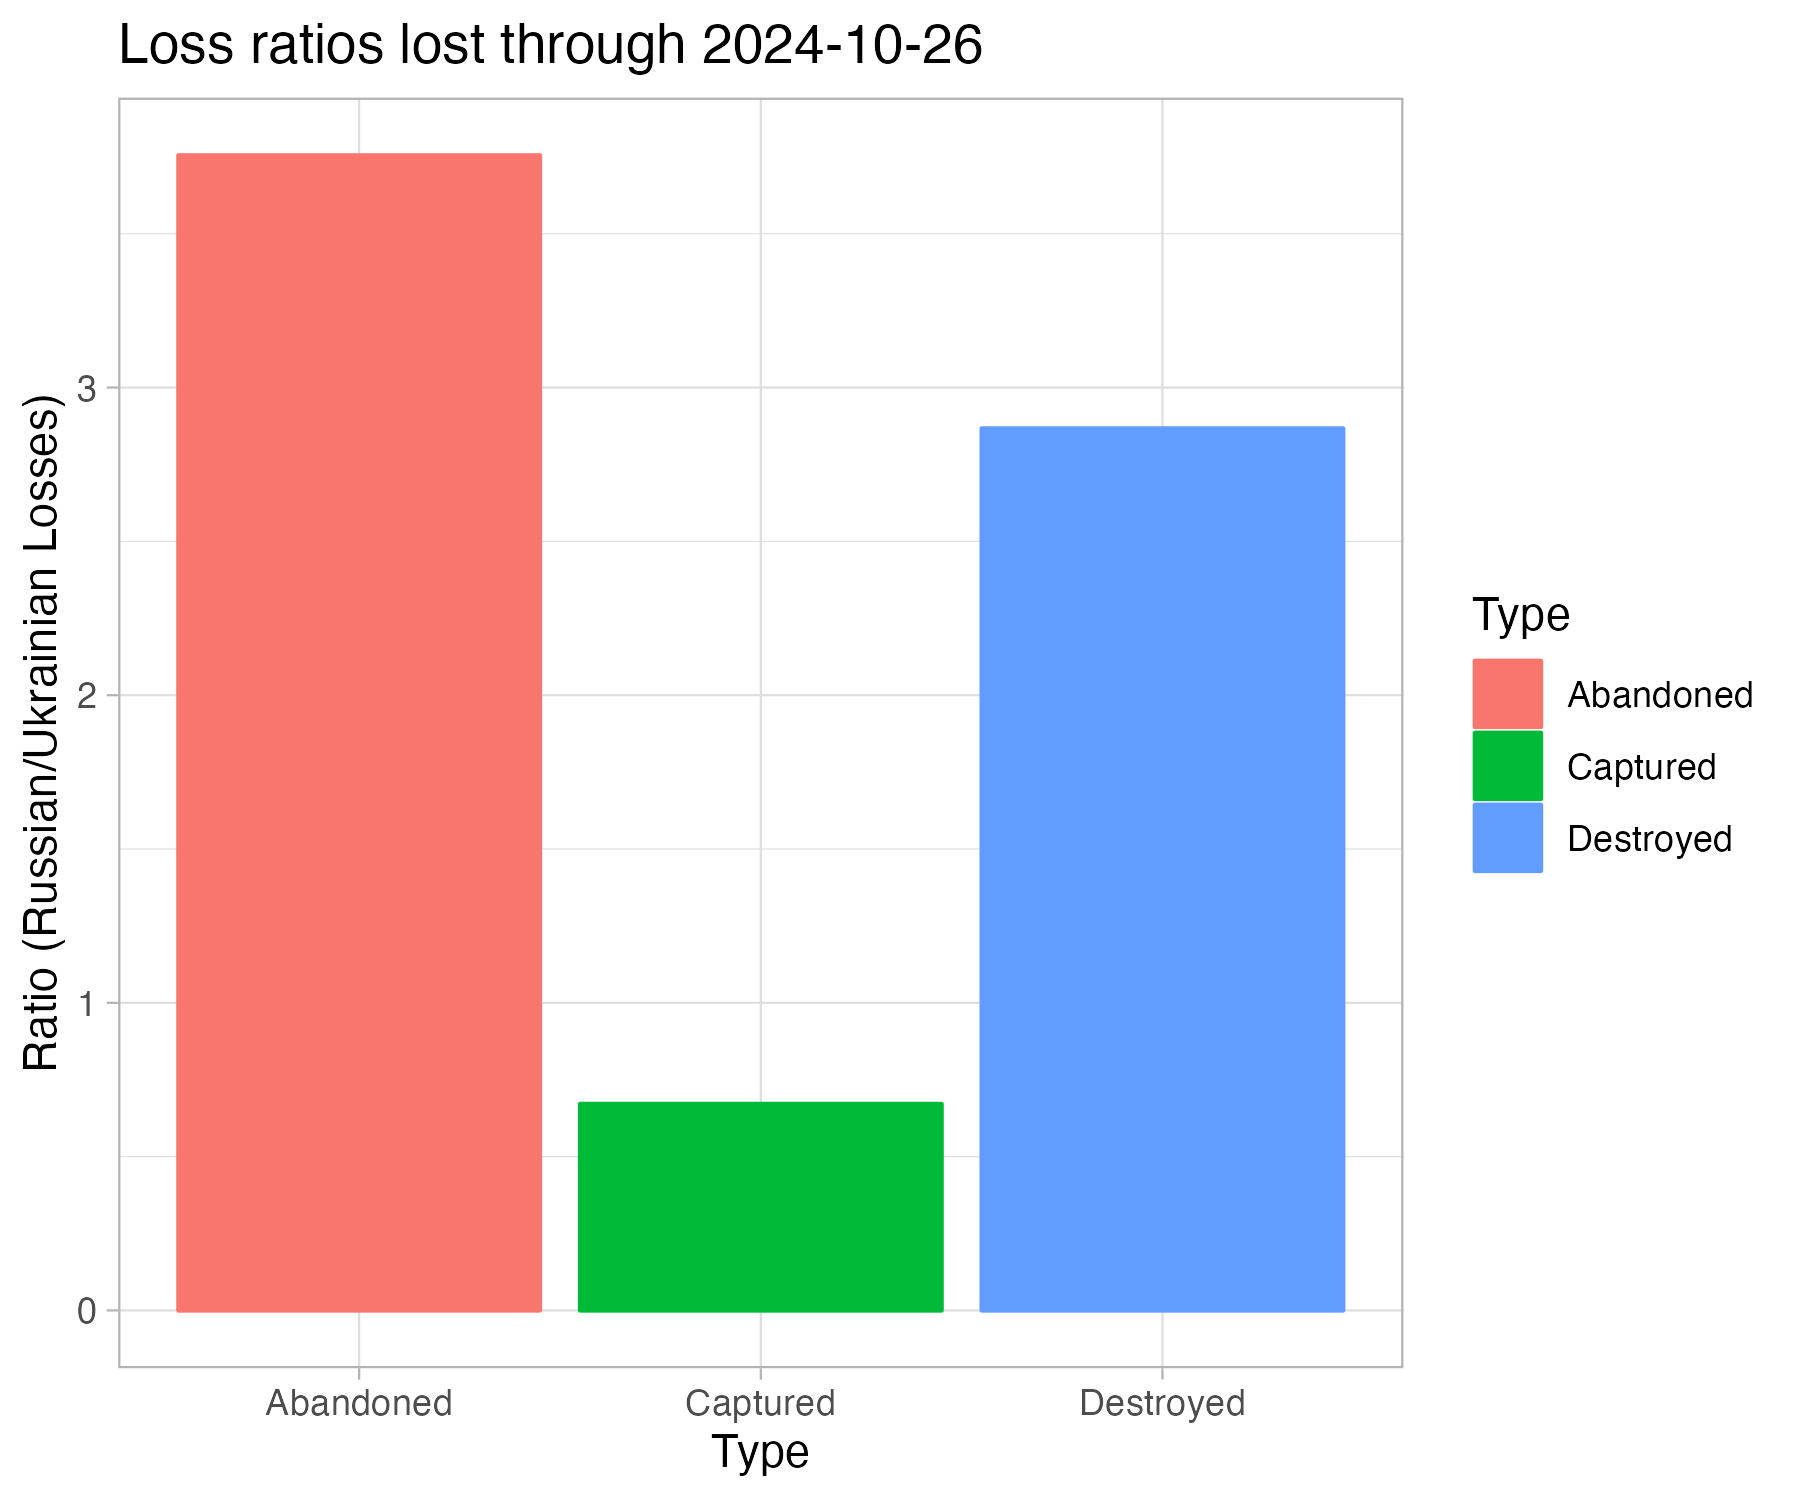 Loss ratios lost through 2024-10-26
Ratio (Russian/Ukrainian Losses)
3
2
1
0
Abandoned
Captured
Destroyed
Type
Type
Abandoned
Captured
Destroyed